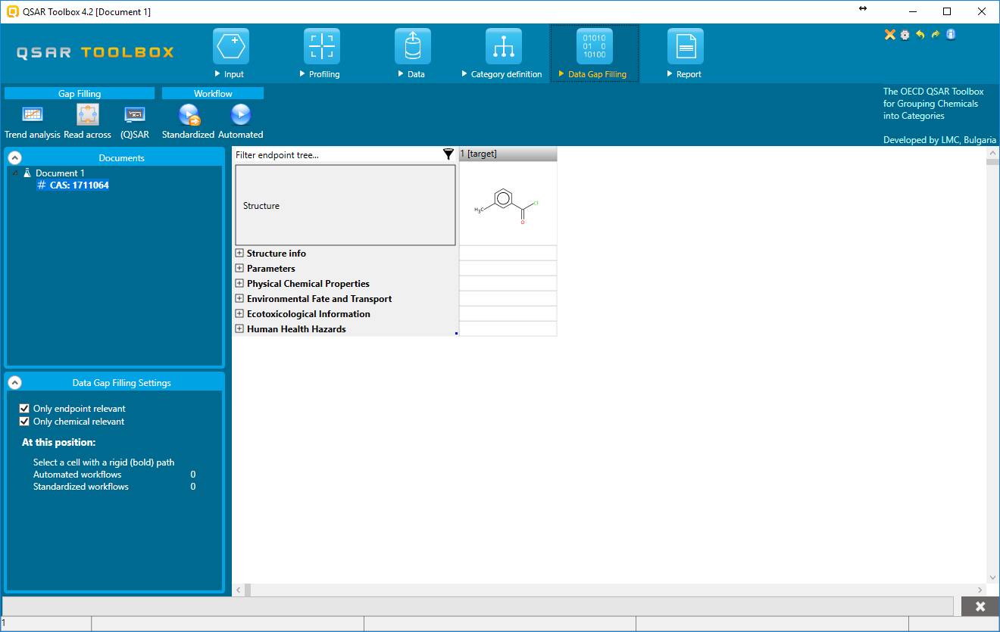 QSAR Toolbox 4.2 [Document 1]
QSAR TOOLBOX
Input
Profiling
Data
Category definition
01010
01 0
10100
Data Gap Filling
Report
Gap Filling
Workflow
Trend analysis
Read across
(Q)SAR
Standardized
Automated
The OECD QSAR Toolbox
for Grouping Chemicals
into Categories
Developed by LMC, Bulgaria
Documents
Document 1
# CAS: 1711064
Filter endpoint tree...
1 [target]
Structure
H3C
Cl
O
Structure info
Parameters
Physical Chemical Properties
Environmental Fate and Transport
Ecotoxicological Information
Human Health Hazards
Data Gap Filling Settings
Only endpoint relevant
Only chemical relevant
At this position:
Select a cell with a rigid (bold) path
Automated workflows 0
Standardized workflows 0
1